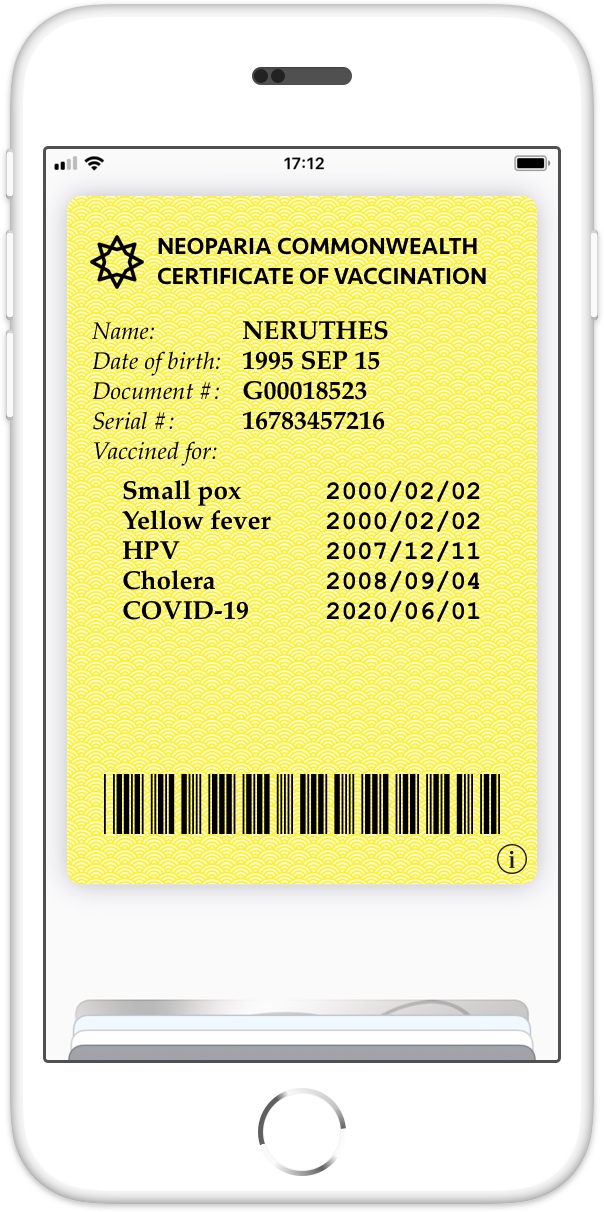 17:12
NEOPARIA COMMONWEALTH
CERTIFICATE OF VACCINATION
Name: NERUTHES
Date of birth: 1995 SEP 15
Document #: G00018523
Serial #: 16783457216
Vaccined for:
Small pox 2000/02/02
Yellow fever 2000/02/02
HPV 2007/12/11
Cholera 2008/09/04
COVID-19 2020/06/01
i